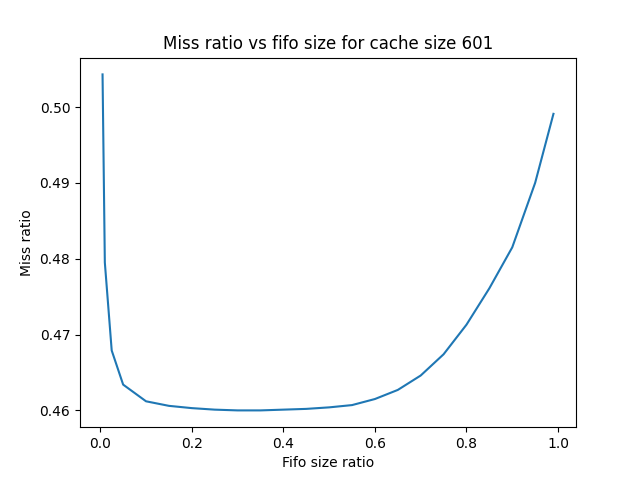 Miss ratio vs fifo size for cache size 601
0.50
0.49
0.48
0.47
0.46
Miss ratio
0.0 0.2 0.4 0.6 0.8 1.0
Fifo size ratio